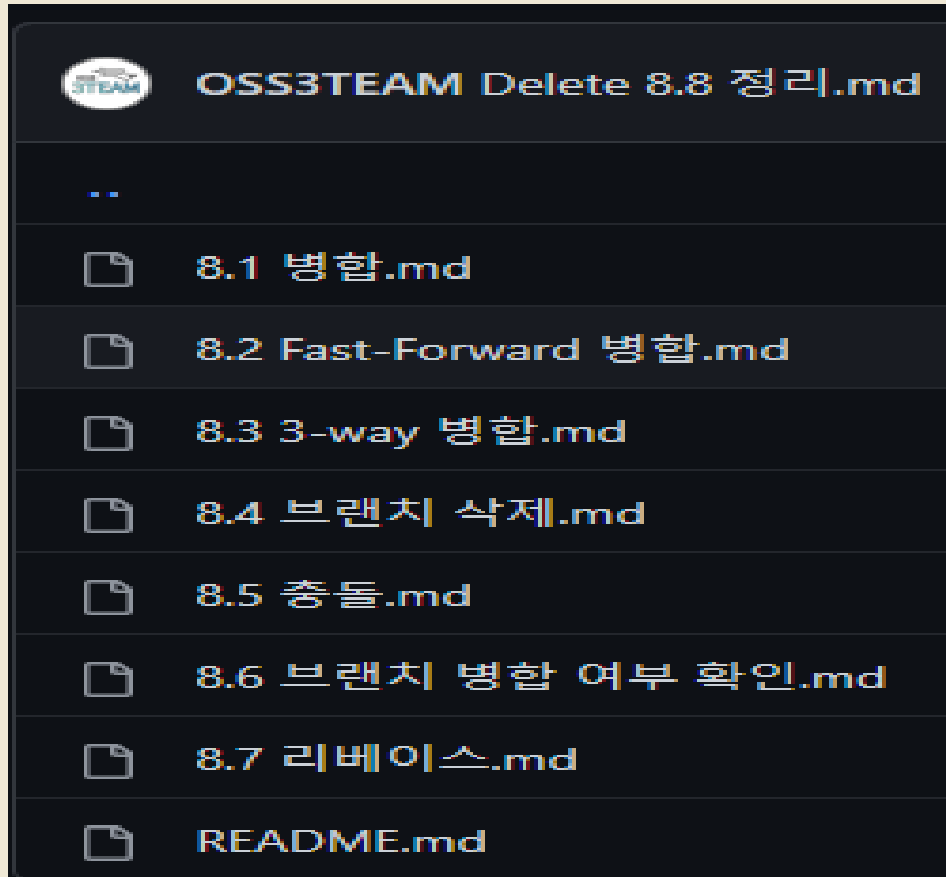 3TEAM
OSS3TEAM Delete 8.8 정리.md
..
8.1 병합.md
8.2 Fast-Forward 병합.md
8.3 3-way 병합.md
8.4 브랜치 삭제.md
8.5 충돌.md
8.6 브랜치 병합 여부 확인.md
8.7 리베이스.md
README.md